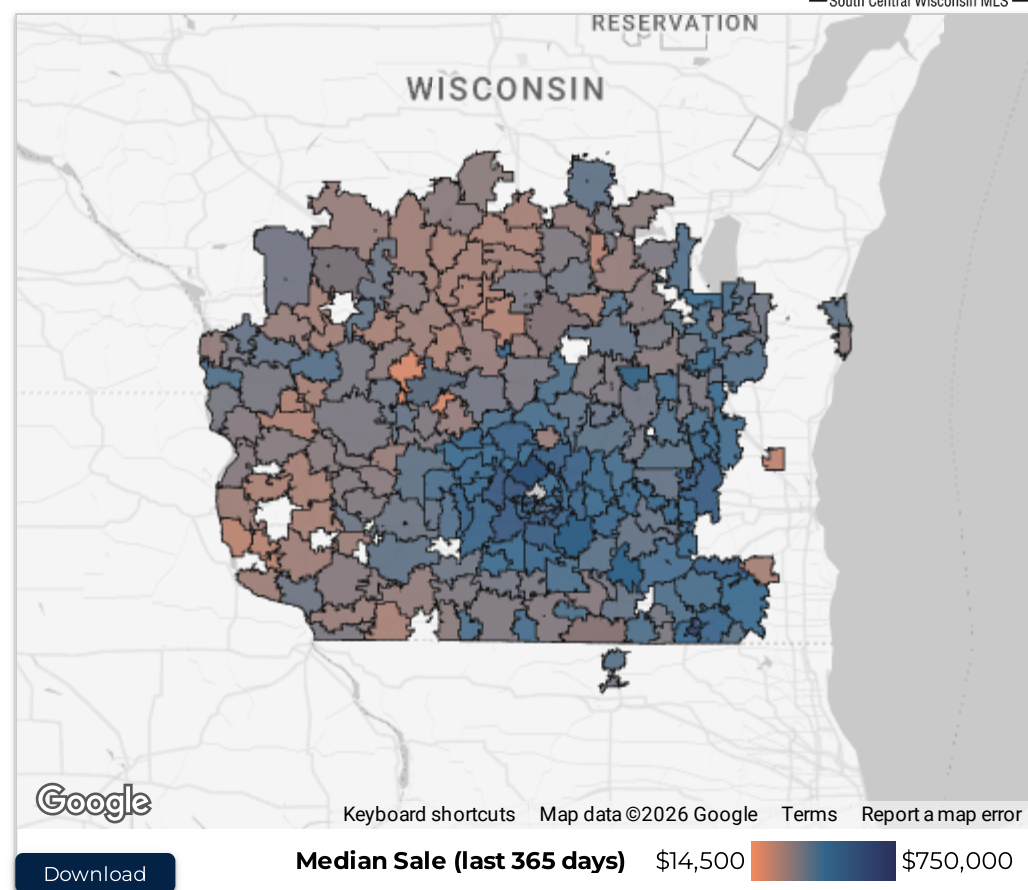 South Central Wisconsin MLS
RESERVATION
WISCONSIN
Google
Keyboard shortcuts Map data ©2026 Google Terms Report a map error
Median Sale (last 365 days) $14,500 $750,000
Download